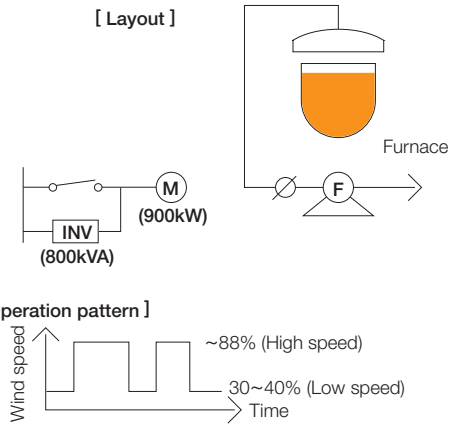 [ Layout ]
Furnace
F
M
(900kW)
INV
(800kVA)
peration pattern ]
Wind speed
~88% (High speed)
30~40% (Low speed)
Time